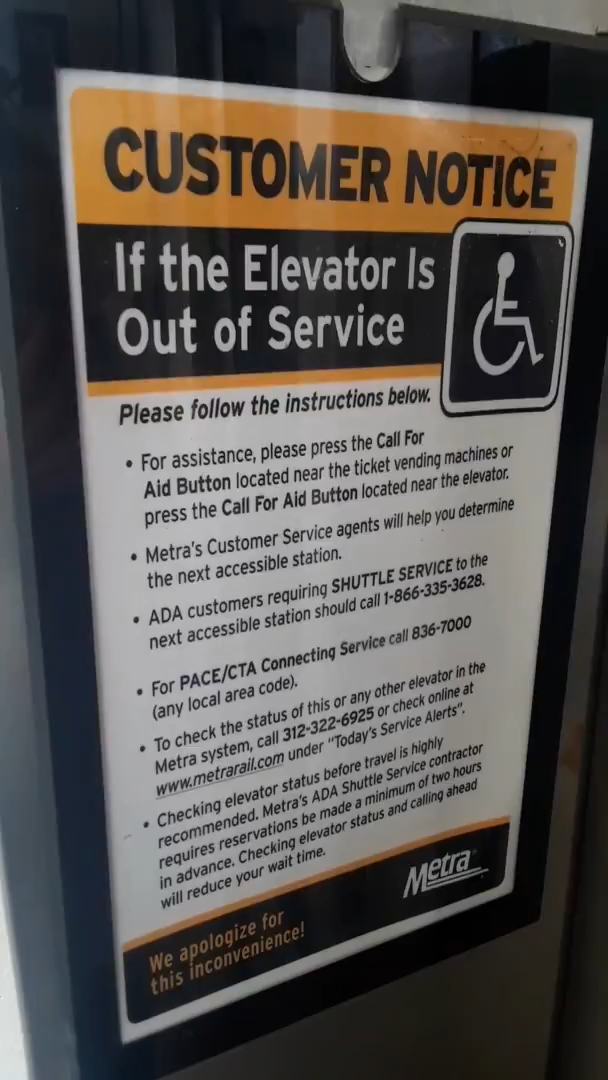 CUSTOMER NOTICE
If the Elevator Is
Out of Service
Please follow the instructions below.
• For assistance, please press the Call For
Aid Button located near the ticket vending machines or
press the Call For Aid Button located near the elevator.
• Metra's Customer Service agents will help you determine
the next accessible station.
• ADA customers requiring SHUTTLE SERVICE to the
next accessible station should call 1-866-335-3628.
• For PACE/CTA Connecting Service call 836-7000
(any local area code).
• To check the status of this or any other elevator in the
Metra system, call 312-322-6925 or check online at
www.metrarail.com under "Today's Service Alerts".
• Checking elevator status before travel is highly
recommended. Metra's ADA Shuttle Service contractor
requires reservations be made a minimum of two hours
in advance. Checking elevator status and calling ahead
will reduce your wait time.
We apologize for
this inconvenience!
Metra